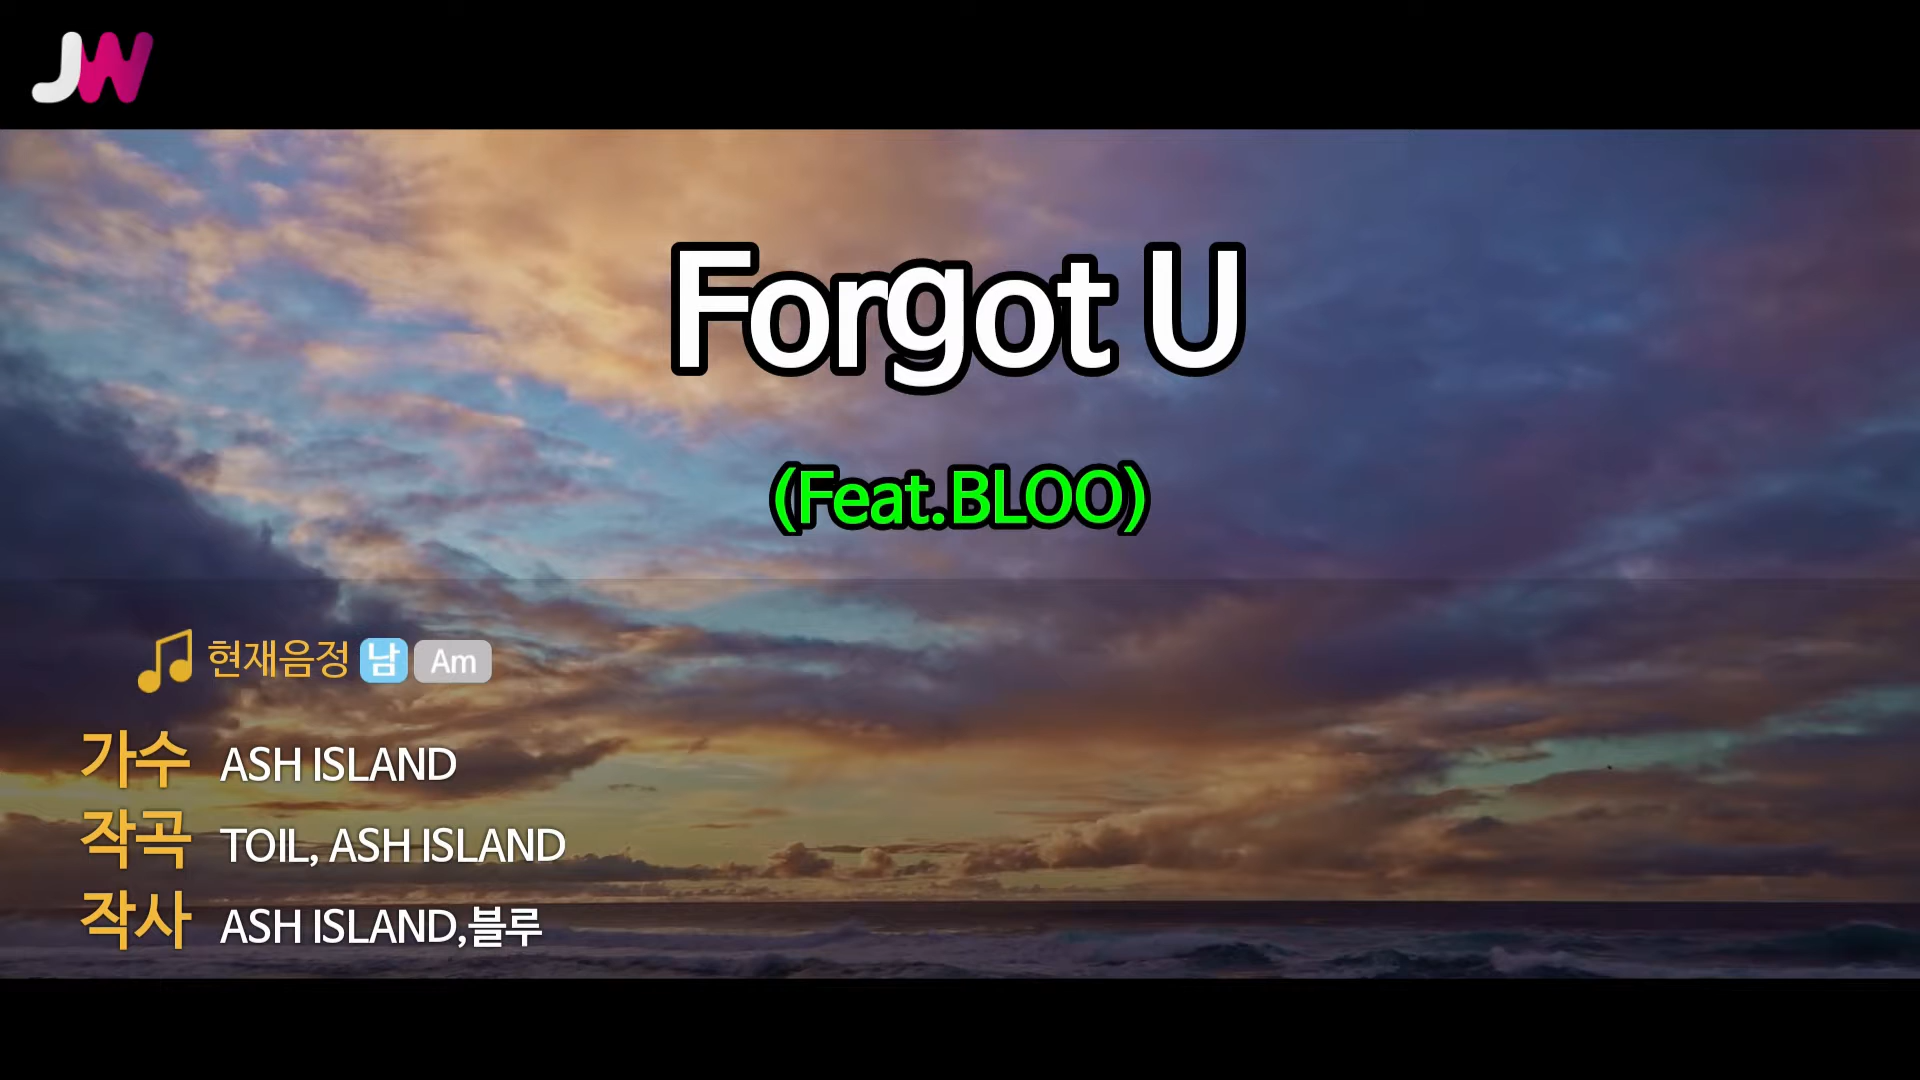 JW
Forgot U
(Feat.BLOO)
현재음정 남 Am
가수 ASH ISLAND
작곡 TOIL, ASH ISLAND
작사 ASH ISLAND,블루